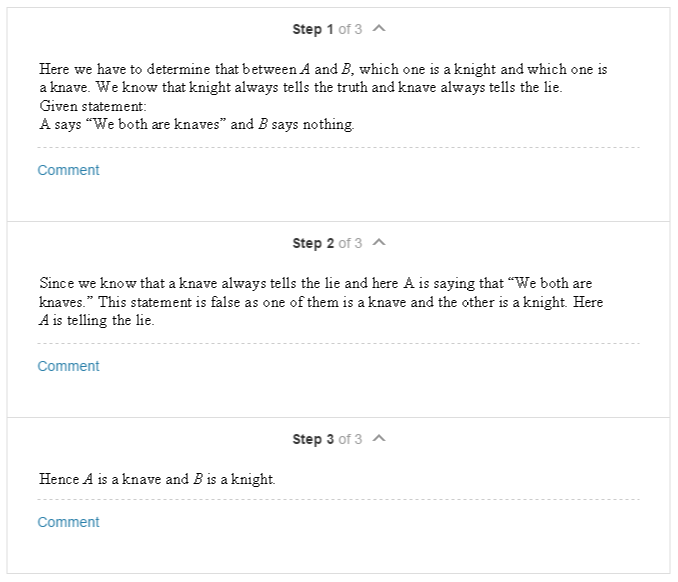 Step 1 of 3
Here we have to determine that between A and B, which one is a knight and which one is
a knave. We know that knight always tells the truth and knave always tells the lie.
Given statement:
A says “We both are knaves” and B says nothing.
Comment
Step 2 of 3
Since we know that a knave always tells the lie and here A is saying that “We both are
knaves.” This statement is false as one of them is a knave and the other is a knight. Here
A is telling the lie.
Comment
Step 3 of 3
Hence A is a knave and B is a knight.
Comment